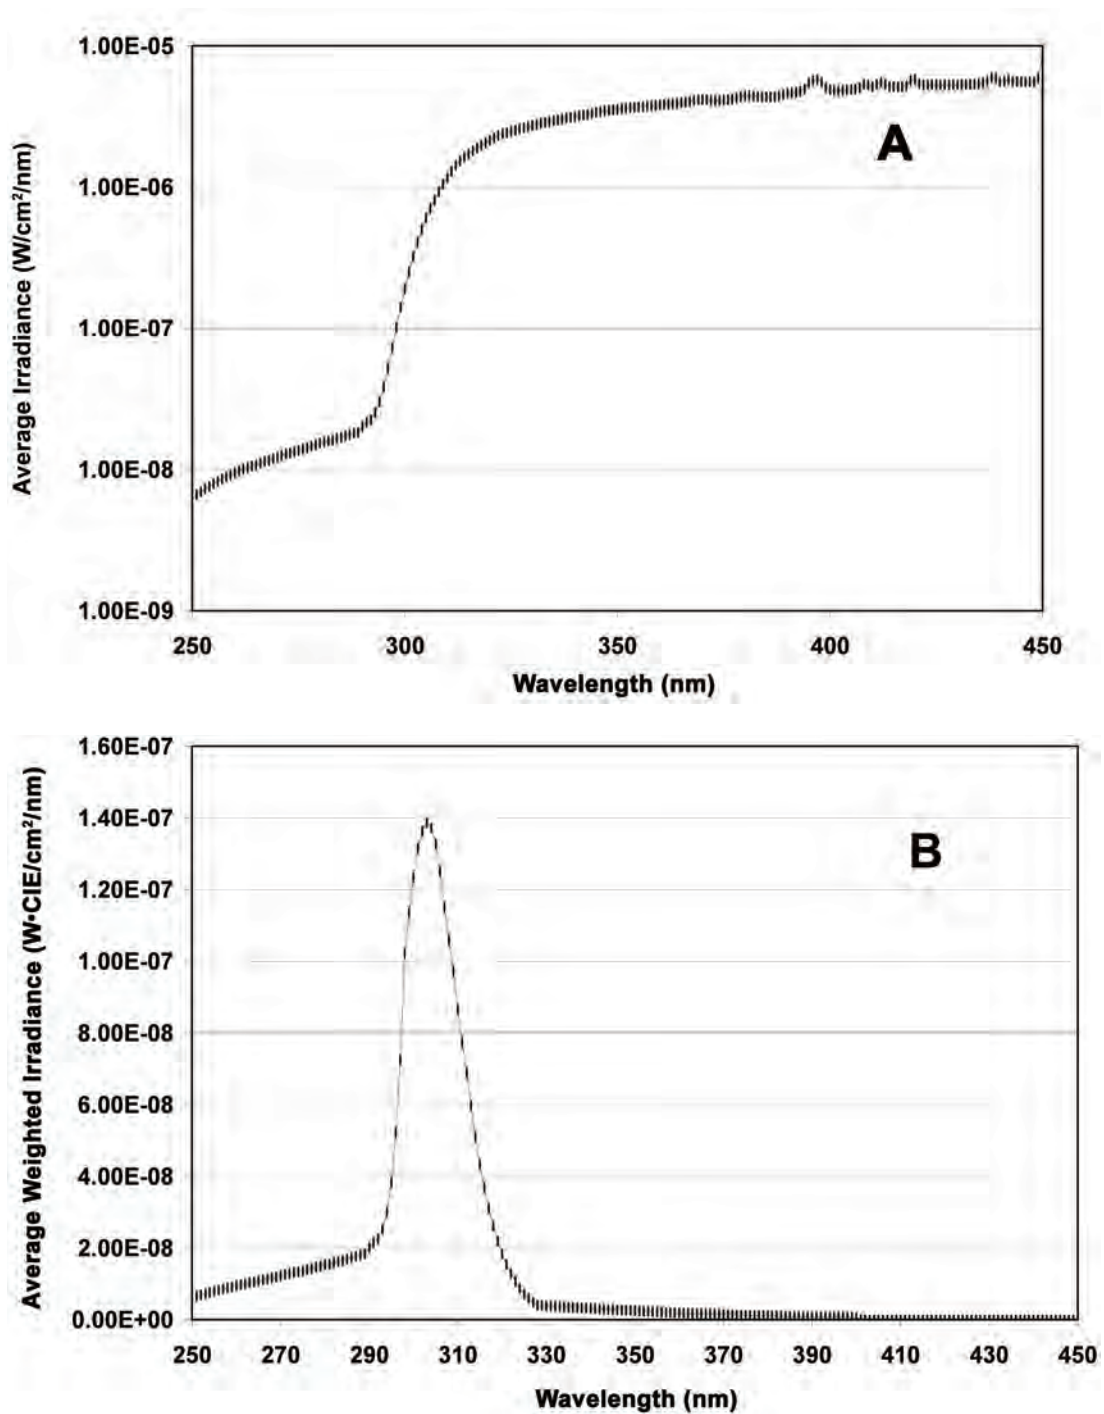 1.00E-05
1.00E-06
1.00E-07
1.00E-08
1.00E-09
Average Irradiance (W/cm²/nm)
A
250 300 350 400 450
Wavelength (nm)
1.60E-07
1.40E-07
1.20E-07
1.00E-07
8.00E-08
6.00E-08
4.00E-08
2.00E-08
0.00E+00
Average Weighted Irradiance (W•CIE/cm²/nm)
B
250 270 290 310 330 350 370 390 410 430 450
Wavelength (nm)